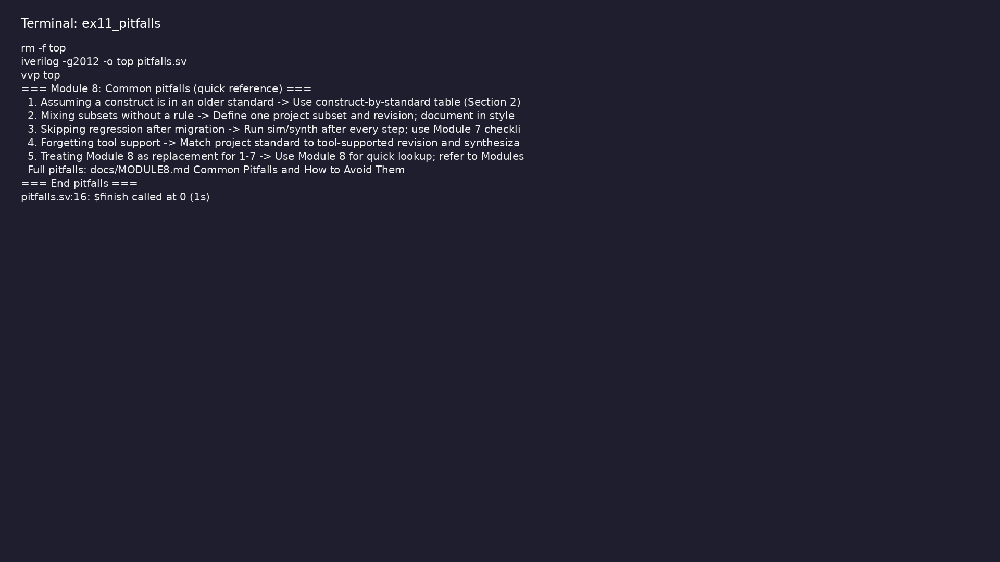 Terminal: ex11_pitfalls
rm -f top
iverilog -g2012 -o top pitfalls.sv
vvp top
=== Module 8: Common pitfalls (quick reference) ===
1. Assuming a construct is in an older standard -> Use construct-by-standard table (Section 2)
2. Mixing subsets without a rule -> Define one project subset and revision; document in style
3. Skipping regression after migration -> Run sim/synth after every step; use Module 7 checkli
4. Forgetting tool support -> Match project standard to tool-supported revision and synthesiza
5. Treating Module 8 as replacement for 1-7 -> Use Module 8 for quick lookup; refer to Modules
Full pitfalls: docs/MODULE8.md Common Pitfalls and How to Avoid Them
=== End pitfalls ===
pitfalls.sv:16: $finish called at 0 (1s)